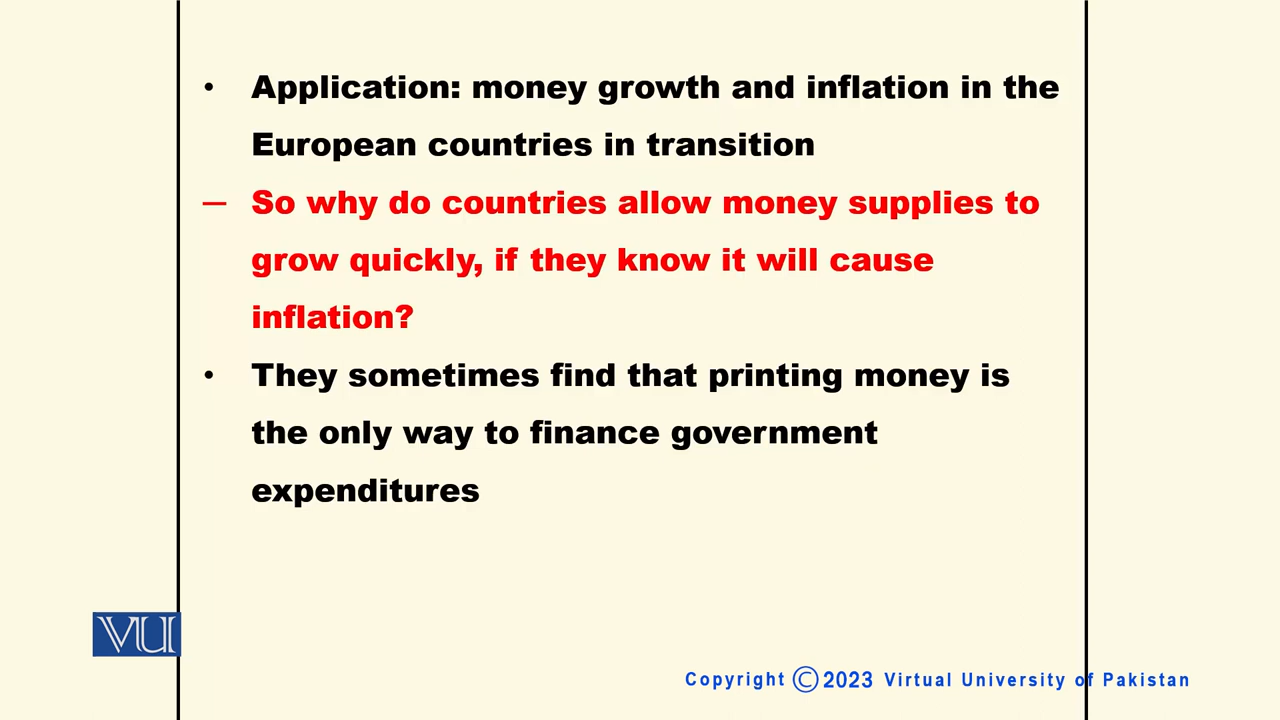 • Application: money growth and inflation in the
European countries in transition
– So why do countries allow money supplies to
grow quickly, if they know it will cause
inflation?
• They sometimes find that printing money is
the only way to finance government
expenditures
VU
Copyright ©2023 Virtual University of Pakistan